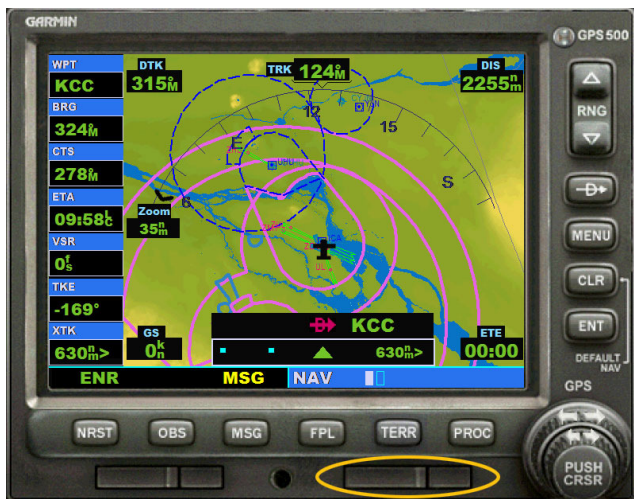 GARMIN
GPS 500
WPT
KCC
BRG
324°M
CTS
278°M
ETA
09:58LC
VSR
0fs
TKE
-169°
XTK
630nm>
DTK
315°M
TRK 124°M
DIS
2255nm
12
15
E
S
6
UHU
Zoom
35nm
GS
0kn
D KCC
630nm>
ETE
00:00
ENR
MSG
NAV
RNG
D
MENU
CLR
ENT
DEFAULT
NAV
GPS
NRST
OBS
MSG
FPL
TERR
PROC
PUSH
CRSR